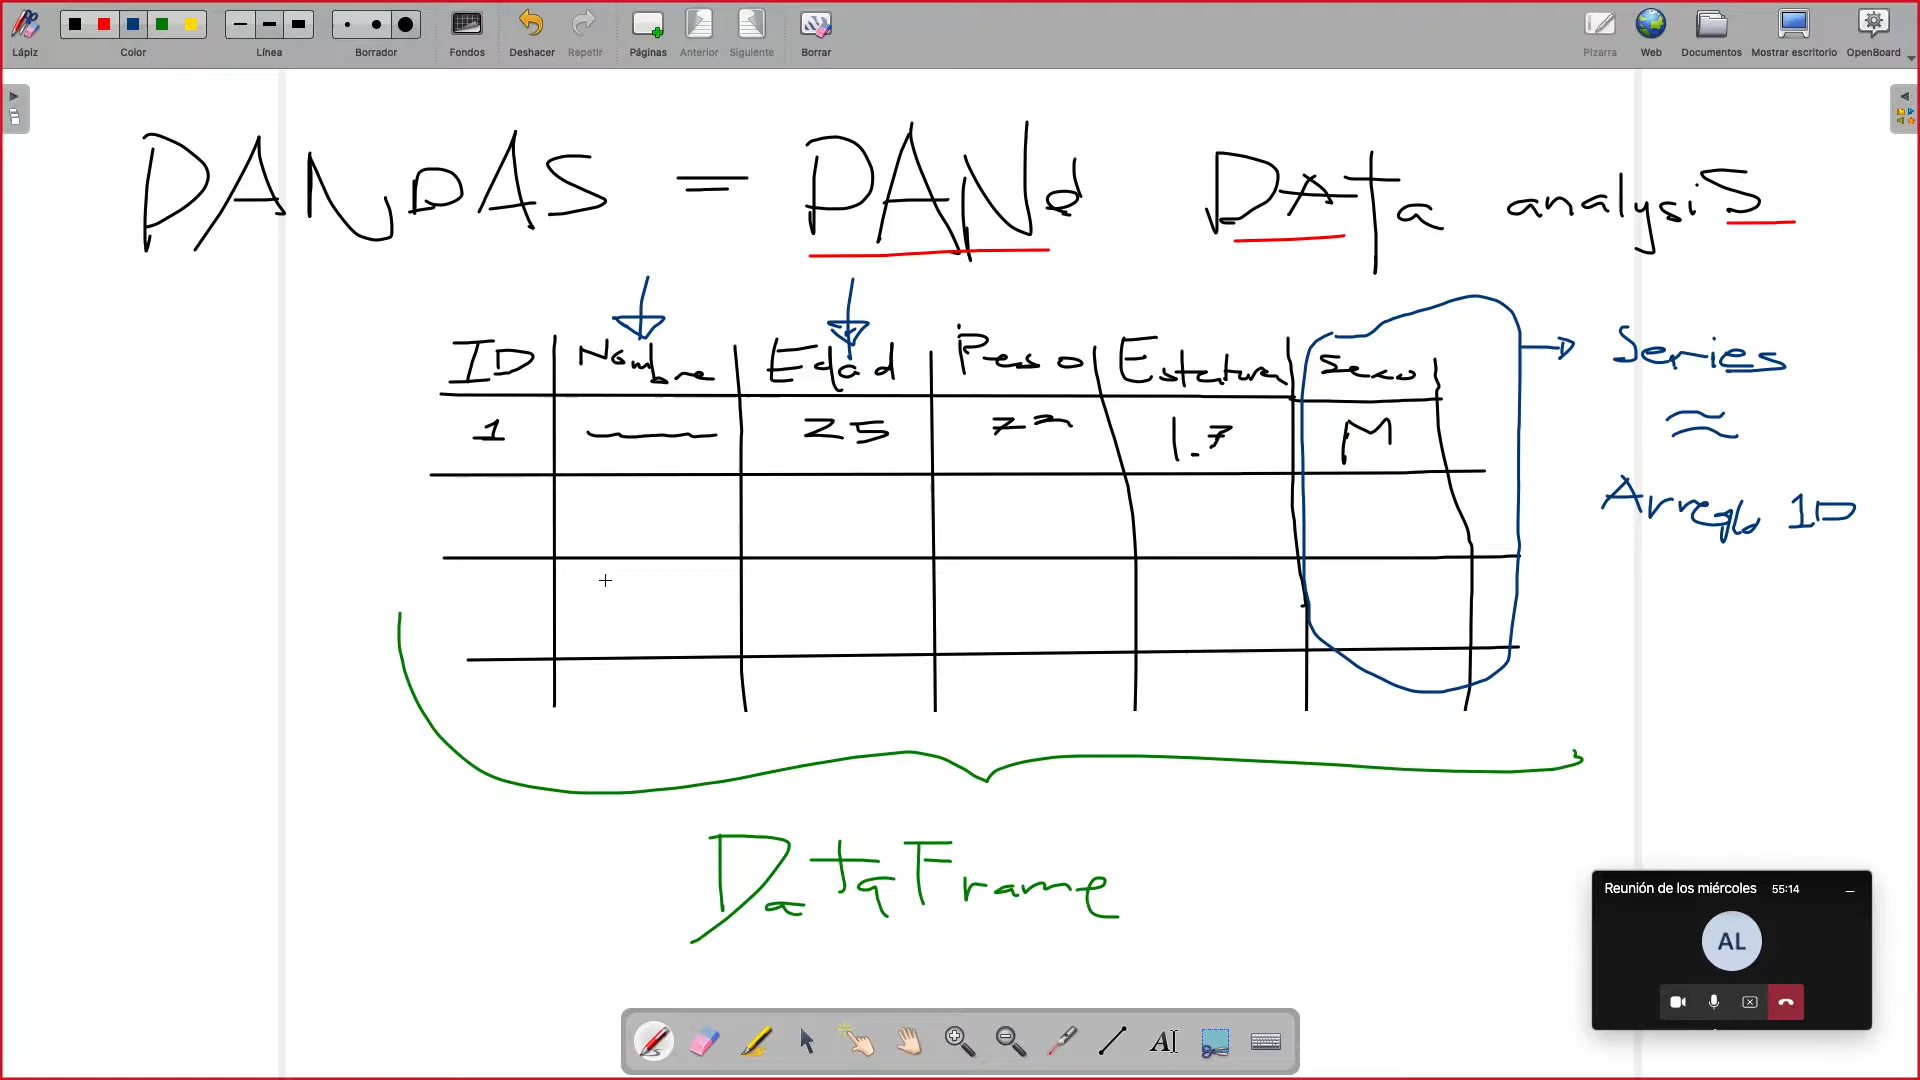 Lápiz Color Línea Borrador Fondos Deshacer Repetir Páginas Anterior Siguiente Borrar Pizarra Web Documentos Mostrar escritorio OpenBoard
PANDAS = PANd DATa analysiS
ID Nombre Edad Peso Estatura sexo
1 25 72 1.7 M
Series
≈
Arreglo 1D
DataFrame
Reunión de los miércoles 55:14
AL
AI